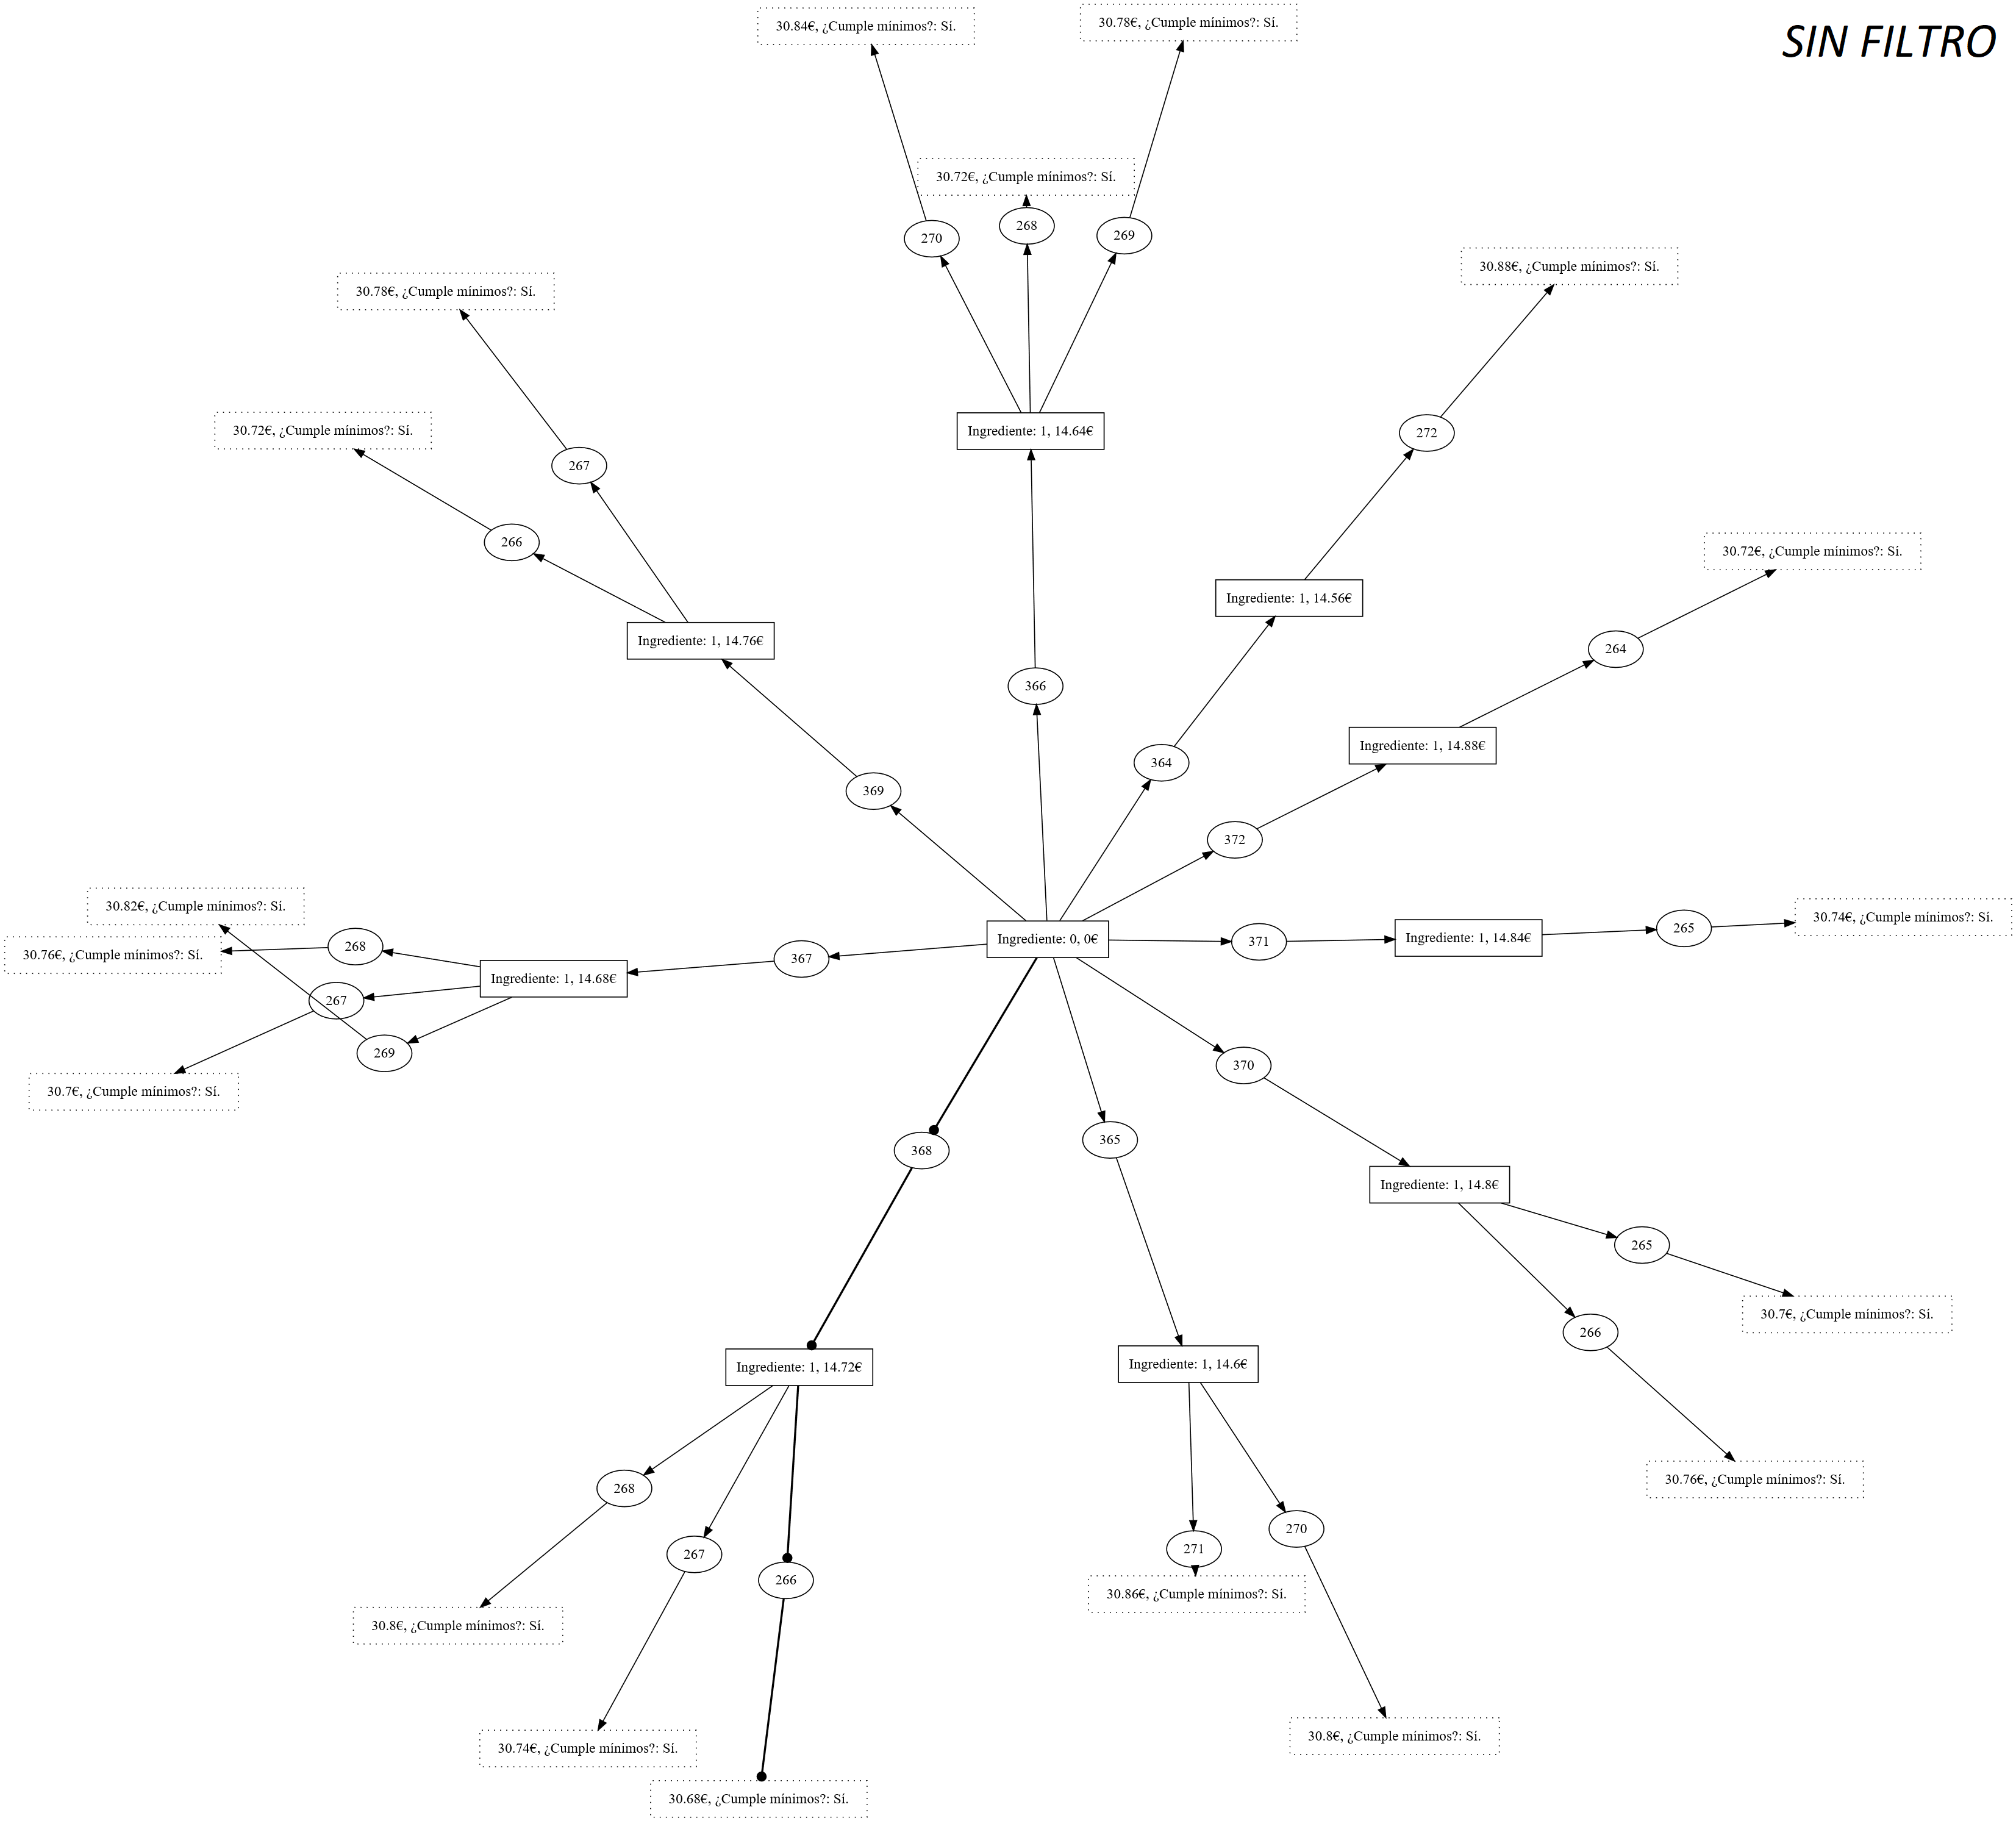 30.84€, ¿Cumple mínimos?: Sí.
30.78€, ¿Cumple mínimos?: Sí.
SIN FILTRO
30.72€, ¿Cumple mínimos?: Sí.
270
268
269
30.88€, ¿Cumple mínimos?: Sí.
30.78€, ¿Cumple mínimos?: Sí.
30.72€, ¿Cumple mínimos?: Sí.
Ingrediente: 1, 14.64€
272
267
266
30.72€, ¿Cumple mínimos?: Sí.
Ingrediente: 1, 14.56€
Ingrediente: 1, 14.76€
264
366
Ingrediente: 1, 14.88€
364
369
372
30.82€, ¿Cumple mínimos?: Sí.
30.74€, ¿Cumple mínimos?: Sí.
265
Ingrediente: 0, 0€
371
Ingrediente: 1, 14.84€
268
30.76€, ¿Cumple mínimos?: Sí.
367
Ingrediente: 1, 14.68€
267
269
370
30.7€, ¿Cumple mínimos?: Sí.
365
368
Ingrediente: 1, 14.8€
265
30.7€, ¿Cumple mínimos?: Sí.
266
Ingrediente: 1, 14.72€
Ingrediente: 1, 14.6€
30.76€, ¿Cumple mínimos?: Sí.
268
270
271
267
266
30.86€, ¿Cumple mínimos?: Sí.
30.8€, ¿Cumple mínimos?: Sí.
30.8€, ¿Cumple mínimos?: Sí.
30.74€, ¿Cumple mínimos?: Sí.
30.68€, ¿Cumple mínimos?: Sí.